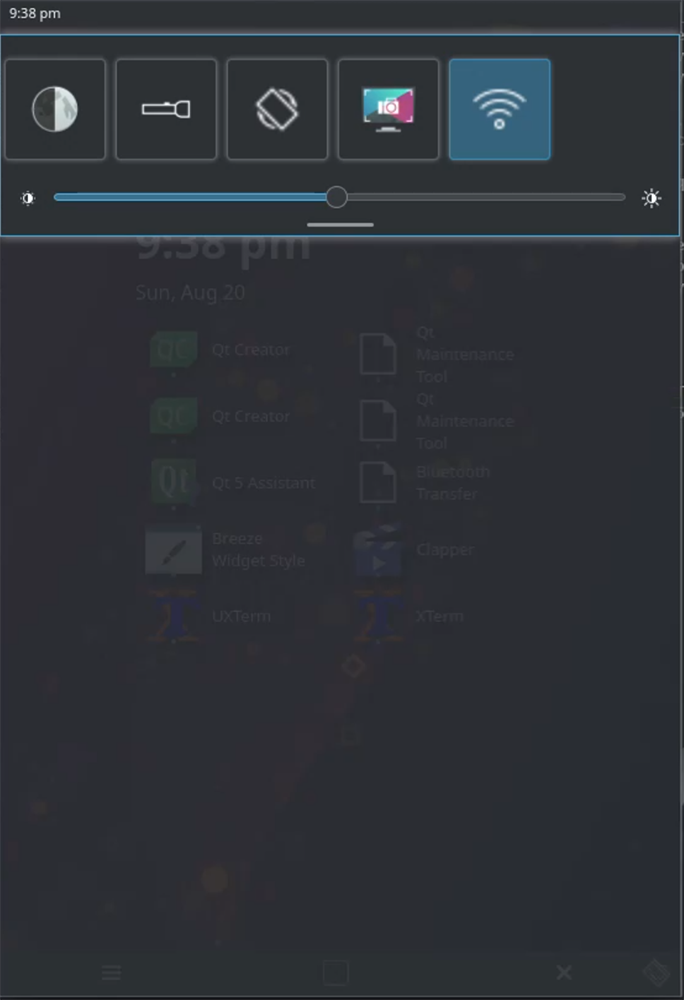 9:38 pm
9:38 pm
Sun, Aug 20
Qt Creator
Qt
Maintenance
Tool
Qt Creator
Qt
Maintenance
Tool
Qt 5 Assistant
Bluetooth
Transfer
Breeze
Widget Style
Clapper
UXTerm
XTerm